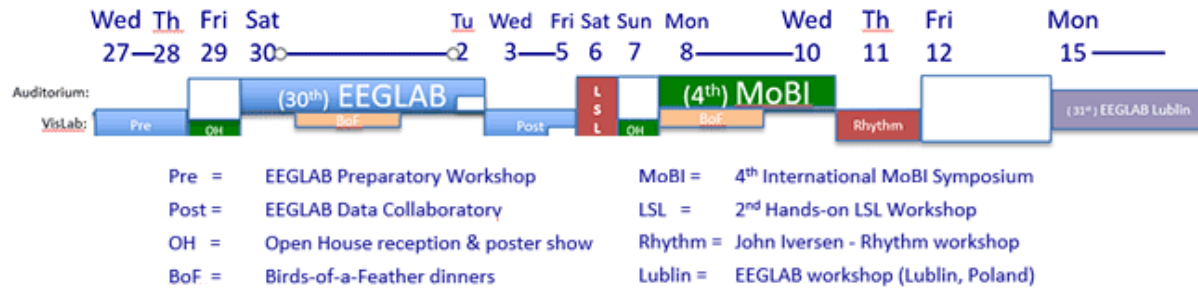 Wed Th Fri Sat Tu Wed Fri Sat Sun Mon Wed Th Fri Mon
27—28 29 30 2 3—5 6 7 8 10 11 12 15
Auditorium: (30th) EEGLAB LSL (4th) MoBI (31st) EEGLAB Lublin
VisLab: Pre OH BoF Post OH BoF Rhythm
Pre = EEGLAB Preparatory Workshop MoBI = 4th International MoBI Symposium
Post = EEGLAB Data Collaboratory LSL = 2nd Hands-on LSL Workshop
OH = Open House reception & poster show Rhythm = John Iversen - Rhythm workshop
BoF = Birds-of-a-Feather dinners Lublin = EEGLAB workshop (Lublin, Poland)